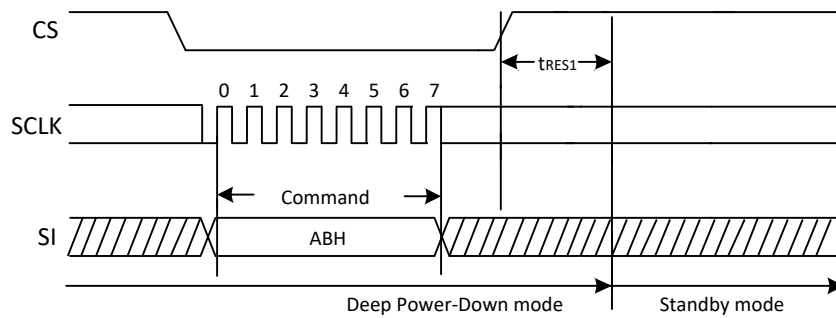 CS
tRES1
0 1 2 3 4 5 6 7
SCLK
Command
SI
ABH
Deep Power-Down mode
Standby mode